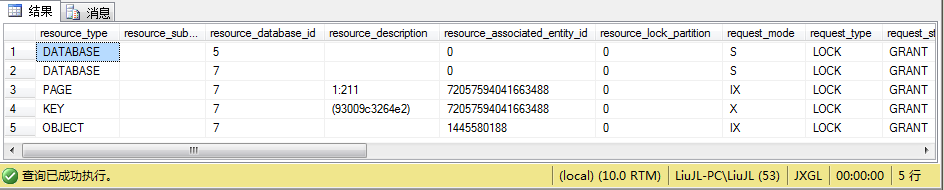 结果 消息
resource_type resource_sub... resource_database_id resource_description resource_associated_entity_id resource_lock_partition request_mode request_type request_st
1 DATABASE 5 0 0 S LOCK GRANT
2 DATABASE 7 0 0 S LOCK GRANT
3 PAGE 7 1:211 72057594041663488 0 IX LOCK GRANT
4 KEY 7 (93009c3264e2) 72057594041663488 0 X LOCK GRANT
5 OBJECT 7 1445580188 0 IX LOCK GRANT
查询已成功执行。 (local) (10.0 RTM) LiuJL-PC\LiuJL (53) JXGL 00:00:00 5 行